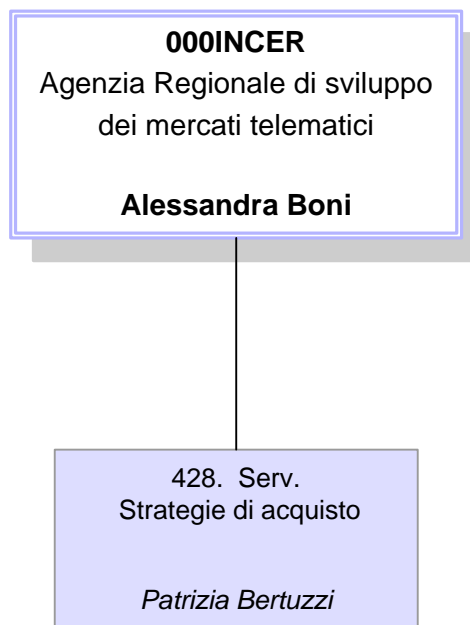 000INCER
Agenzia Regionale di sviluppo
dei mercati telematici
Alessandra Boni
428. Serv.
Strategie di acquisto
Patrizia Bertuzzi